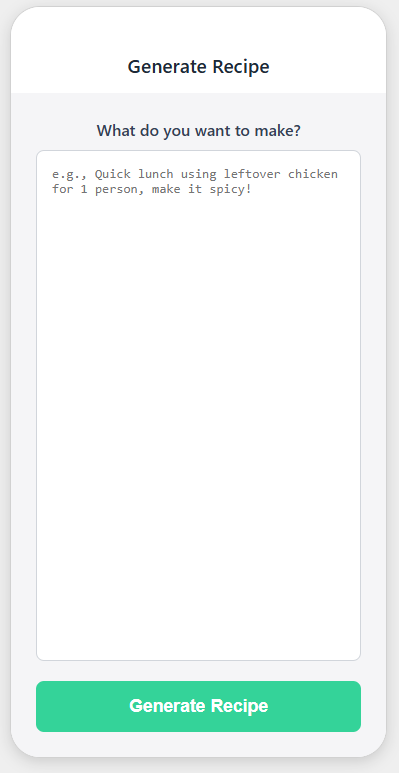 Generate Recipe
What do you want to make?
e.g., Quick lunch using leftover chicken
for 1 person, make it spicy!
Generate Recipe